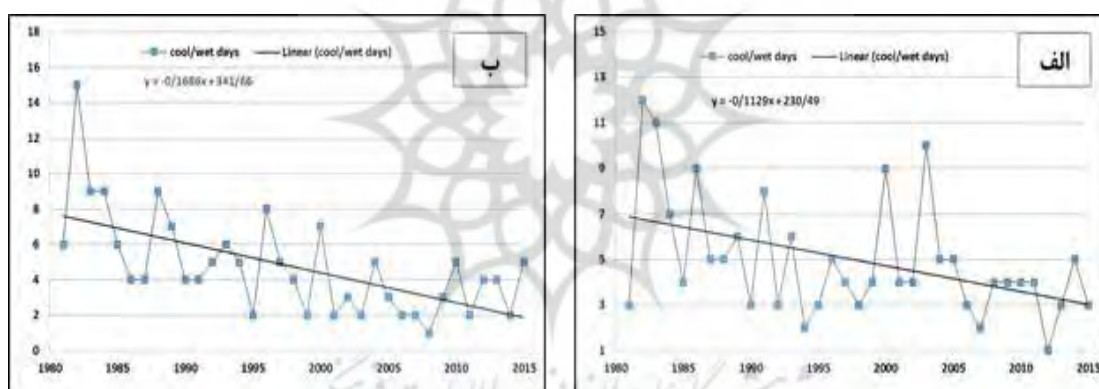 ب
cool/wet days Linear (cool/wet days)
y = -0/1688x + 341/66
18
16
14
12
10
8
6
4
2
0
1980 1985 1990 1995 2000 2005 2010 2015
الف
cool/wet days Linear (cool/wet days)
y = -0/1129x + 230/49
15
13
11
9
7
5
3
1
1980 1985 1990 1995 2000 2005 2010 2015